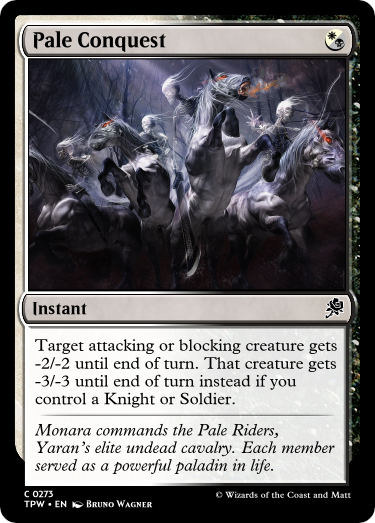 Pale Conquest
Instant
Target attacking or blocking creature gets
-2/-2 until end of turn. That creature gets
-3/-3 until end of turn instead if you
control a Knight or Soldier.
Monara commands the Pale Riders,
Yaran's elite undead cavalry. Each member
served as a powerful paladin in life.
C 0273
TPW • EN Bruno Wagner
© Wizards of the Coast and Matt